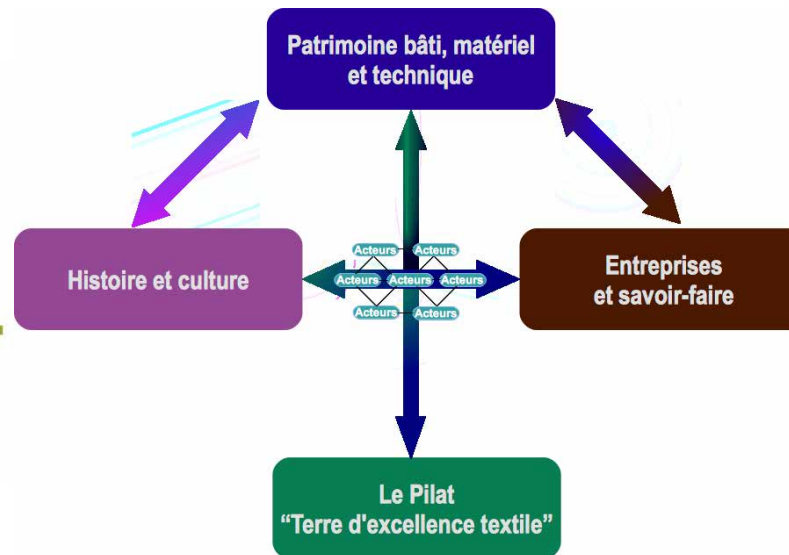 Patrimoine bâti, matériel
et technique
Acteurs Acteurs
Histoire et culture
Acteurs Acteurs Acteurs
Entreprises
et savoir-faire
Acteurs Acteurs
Le Pilat
“Terre d'excellence textile”